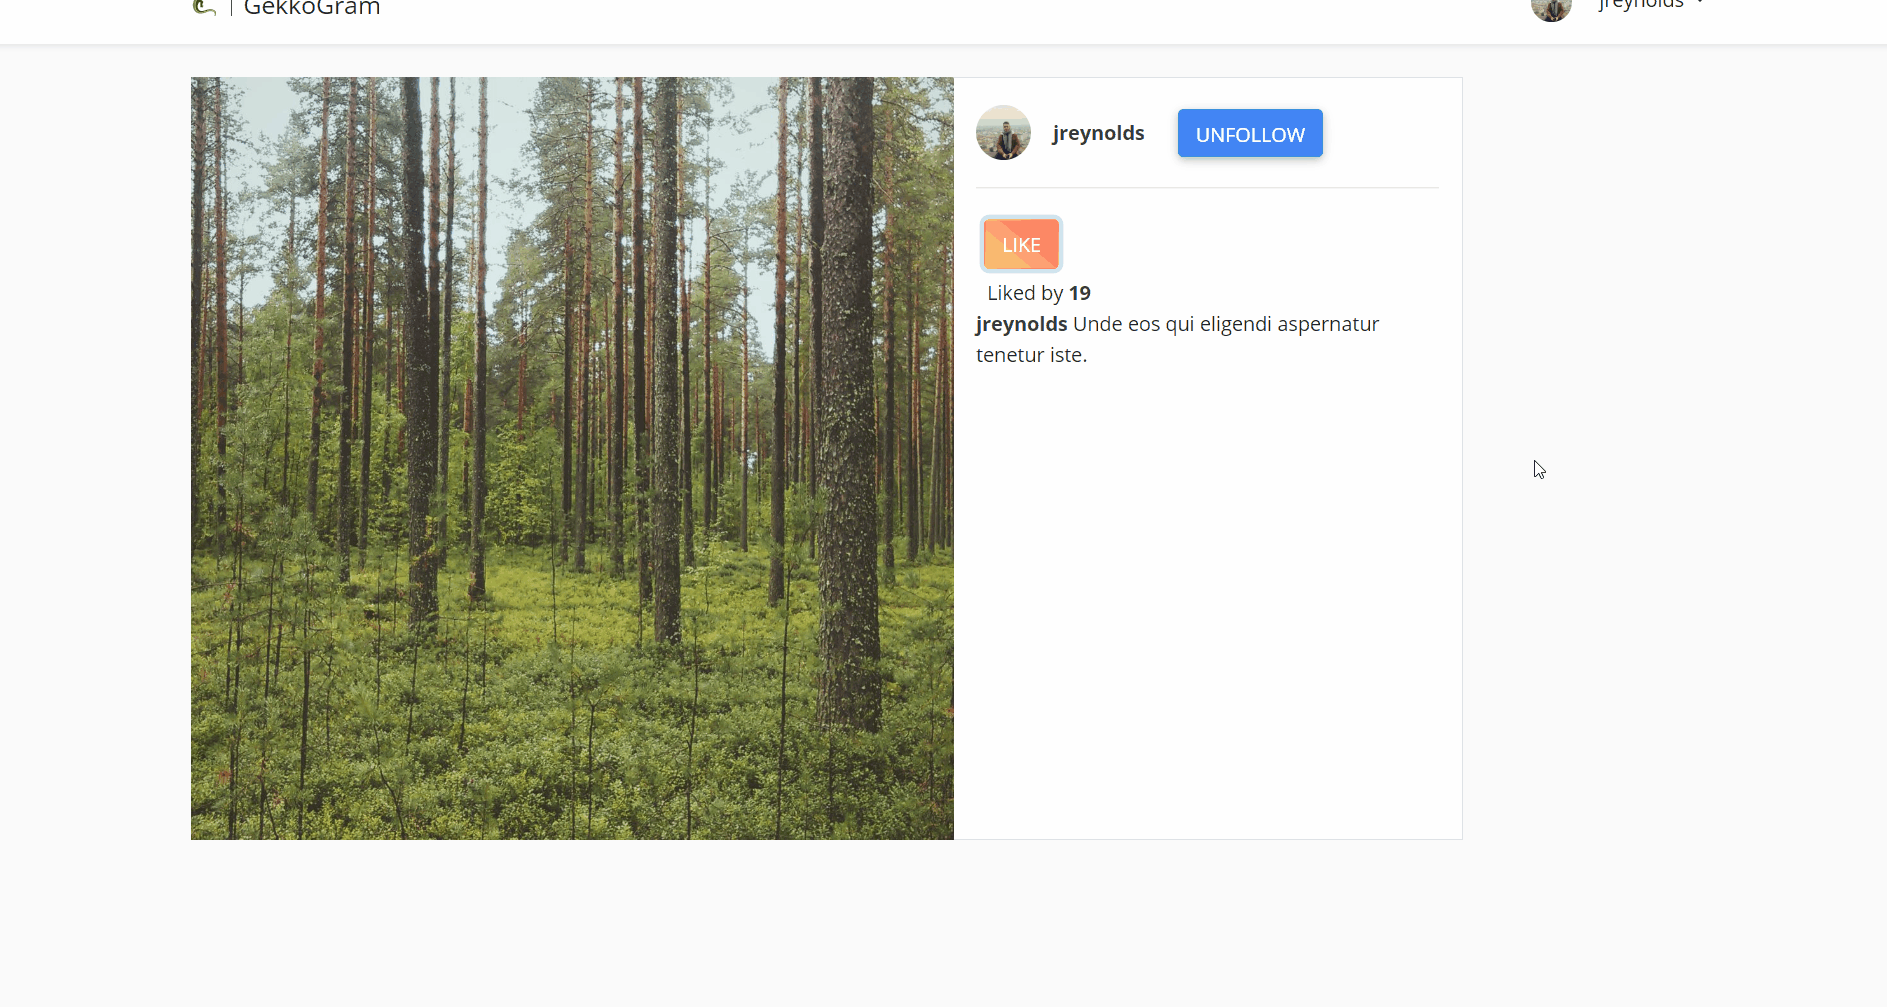 GekkoGram
jreynolds
jreynolds
UNFOLLOW
LIKE
Liked by 19
jreynolds Unde eos qui eligendi aspernatur
tenetur iste.